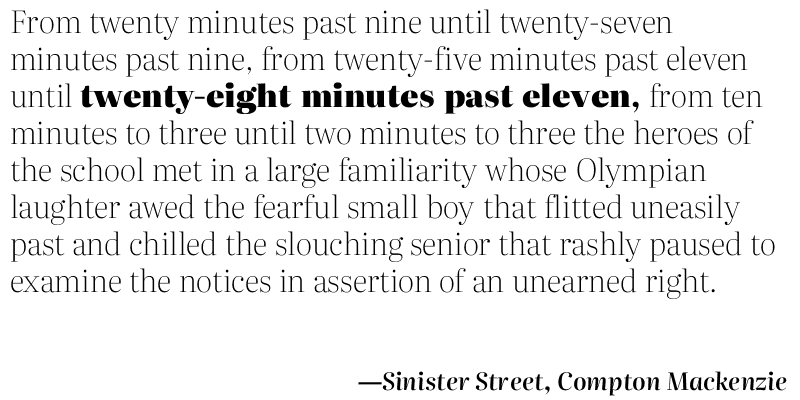 From twenty minutes past nine until twenty-seven
minutes past nine, from twenty-five minutes past eleven
until twenty-eight minutes past eleven, from ten
minutes to three until two minutes to three the heroes of
the school met in a large familiarity whose Olympian
laughter awed the fearful small boy that flitted uneasily
past and chilled the slouching senior that rashly paused to
examine the notices in assertion of an unearned right.
—Sinister Street, Compton Mackenzie